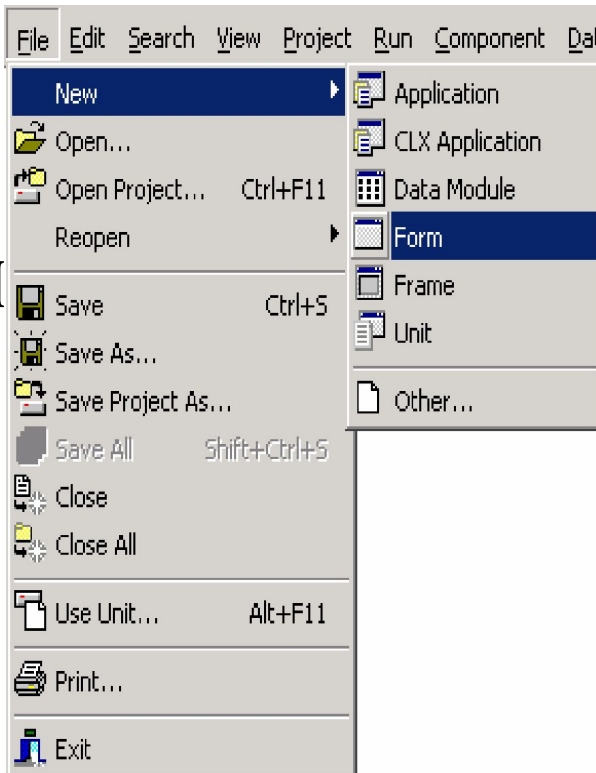 File Edit Search View Project Run Component Dat
New
Open...
Open Project... Ctrl+F11
Reopen
Save Ctrl+S
Save As...
Save Project As...
Save All Shift+Ctrl+S
Close
Close All
Use Unit... Alt+F11
Print...
Exit
Application
CLX Application
Data Module
Form
Frame
Unit
Other...